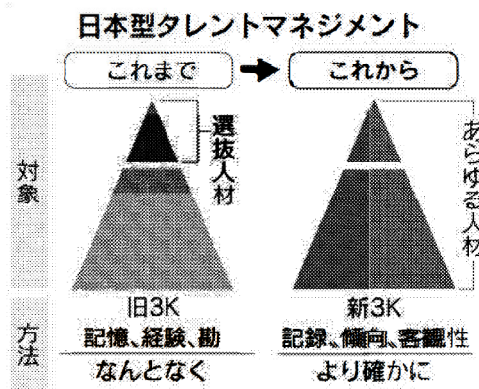 日本型タレントマネジメント
これまで
これから
対象
選抜人材
あらゆる人材
方法
旧3K
記憶、経験、勘
なんとなく
新3K
記録、傾向、客観性
より確かに